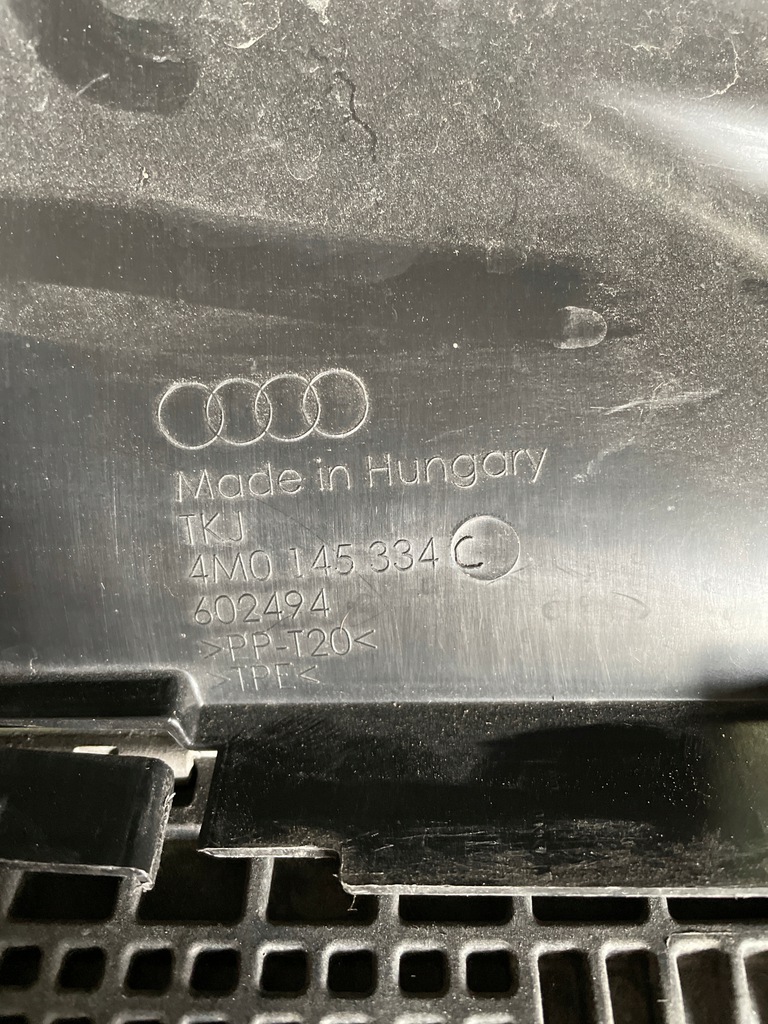 Made in Hungary
TKJ
4M0 145 334 C
602494
>PP-T20<
>TPE<